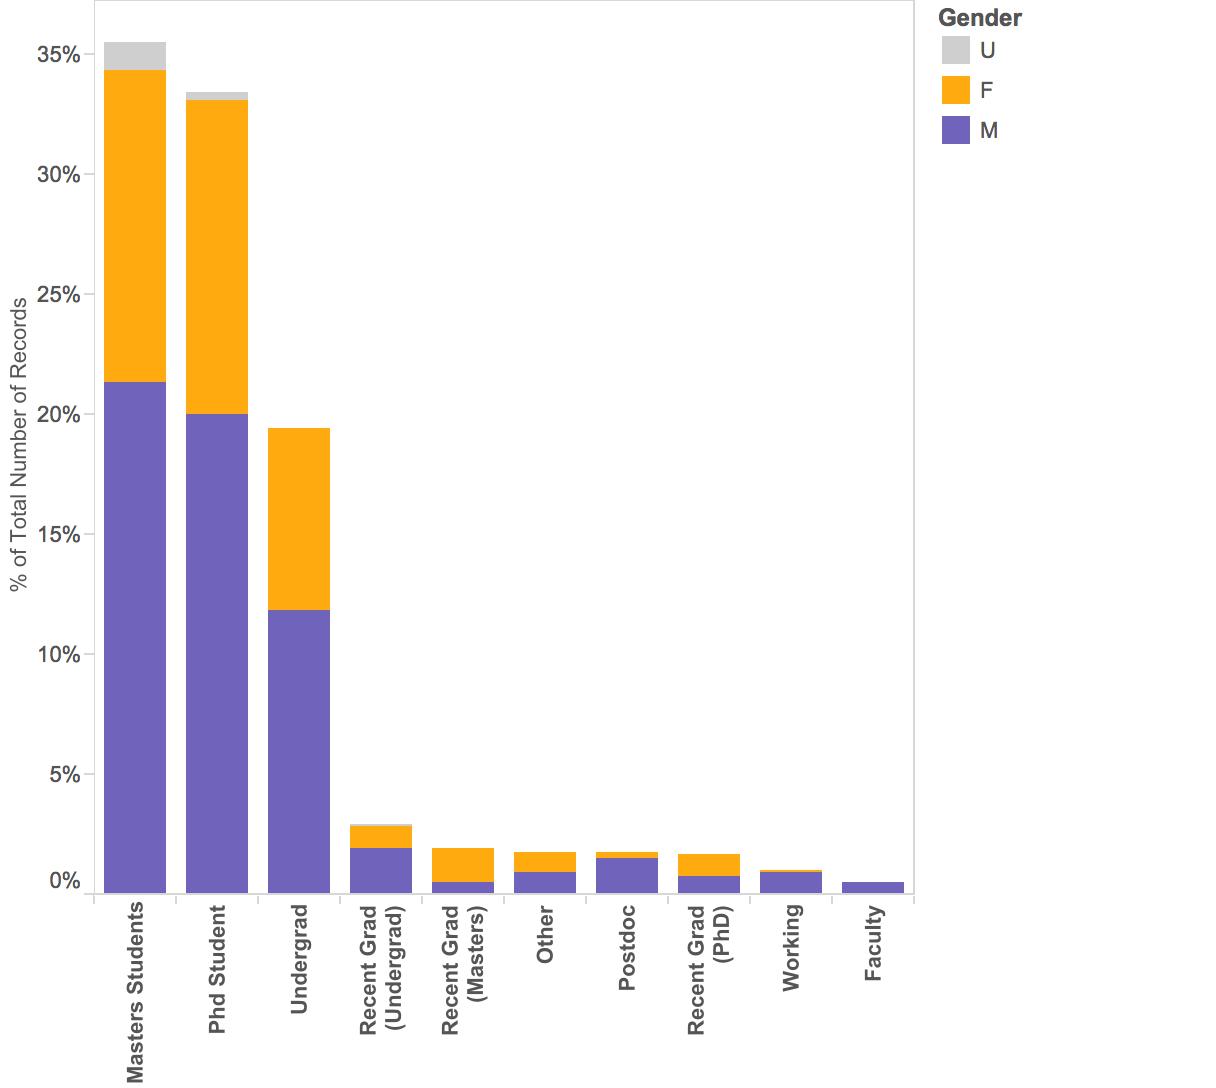 Gender
U
F
M
35%
30%
25%
20%
15%
10%
5%
0%
% of Total Number of Records
Masters Students
Phd Student
Undergrad
Recent Grad
(Undergrad)
Recent Grad
(Masters)
Other
Postdoc
Recent Grad
(PhD)
Working
Faculty